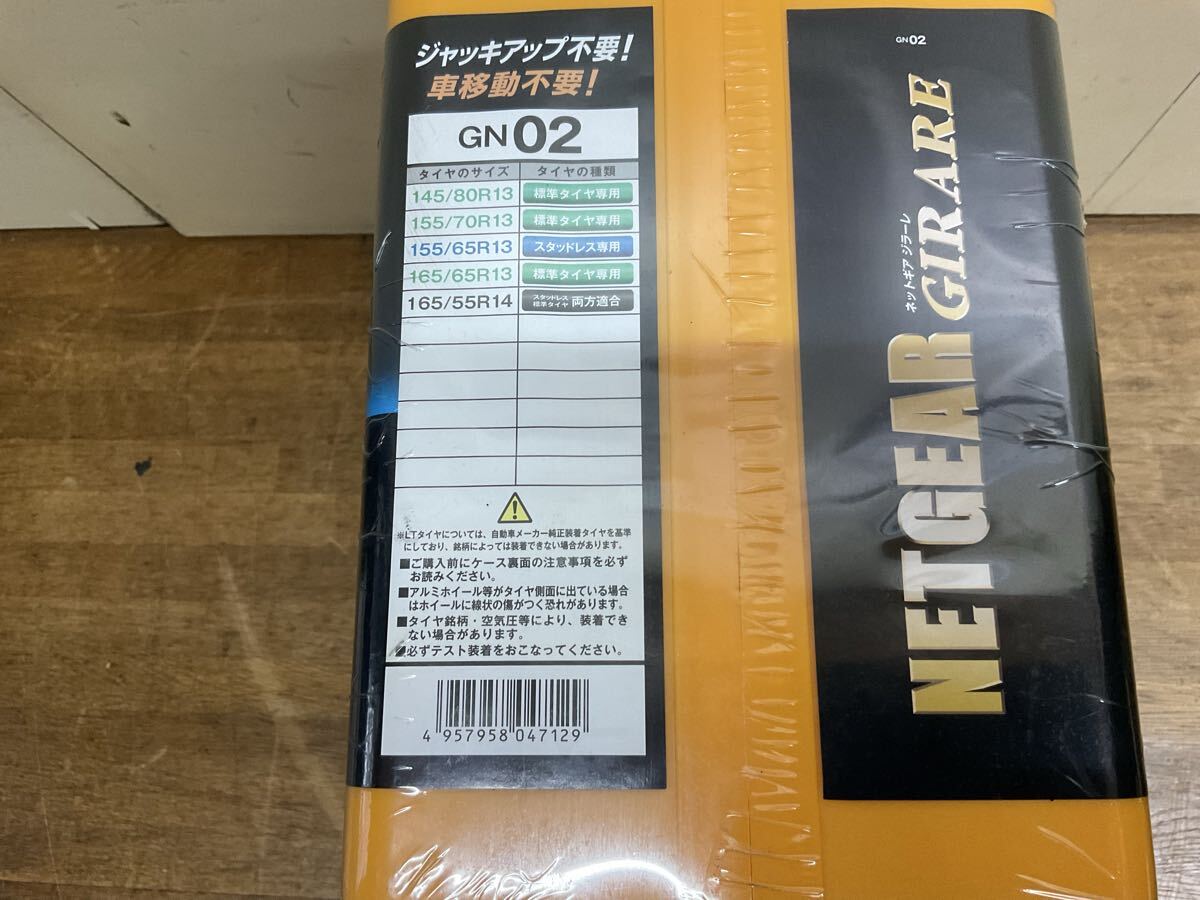 ジャッキアップ不要!
車移動不要!
GN 02
タイヤのサイズ タイヤの種類
145/80R13 標準タイヤ専用
155/70R13 標準タイヤ専用
155/65R13 スタッドレス専用
165/65R13 標準タイヤ専用
165/55R14 スタッドレス 標準タイヤ 両方適合
※LTタイヤについては、自動車メーカー純正装着タイヤを基準
にしており、銘柄によっては装着できない場合があります。
■ご購入前にケース裏面の注意事項を必ず
お読みください。
■アルミホイール等がタイヤ側面に出ている場合
はホイールに線状の傷がつく恐れがあります。
■タイヤ銘柄・空気圧等により、装着でき
ない場合があります。
●必ずテスト装着をおこなってください。
4 957958 047129
GN 02
ネットギア ジラーレ
NETGEAR GIRARE